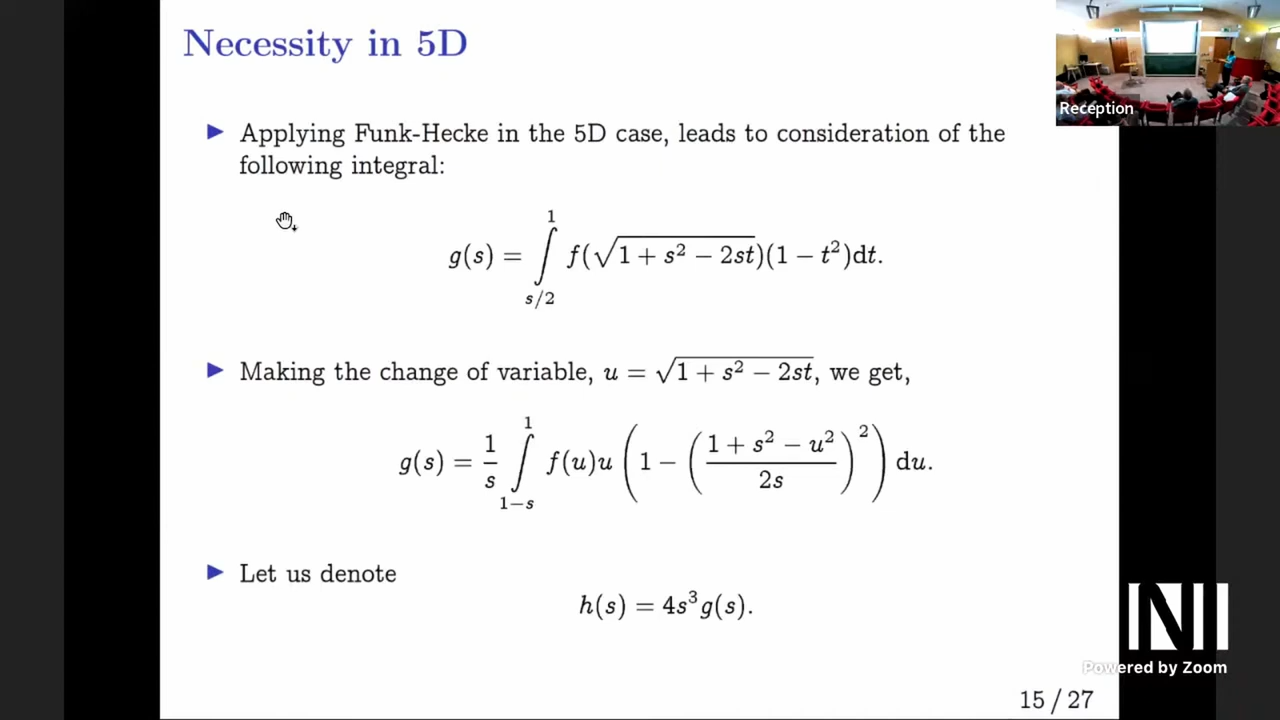 Necessity in 5D
Reception
▶ Applying Funk-Hecke in the 5D case, leads to consideration of the
following integral:
g(s) = ∫_{s/2}^{1} f(√(1 + s² − 2st))(1 − t²)dt.
▶ Making the change of variable, u = √(1 + s² − 2st), we get,
g(s) = (1/s) ∫_{1−s}^{1} f(u)u (1 − ((1 + s² − u²)/(2s))²) du.
▶ Let us denote
h(s) = 4s³g(s).
Powered by Zoom
15 / 27